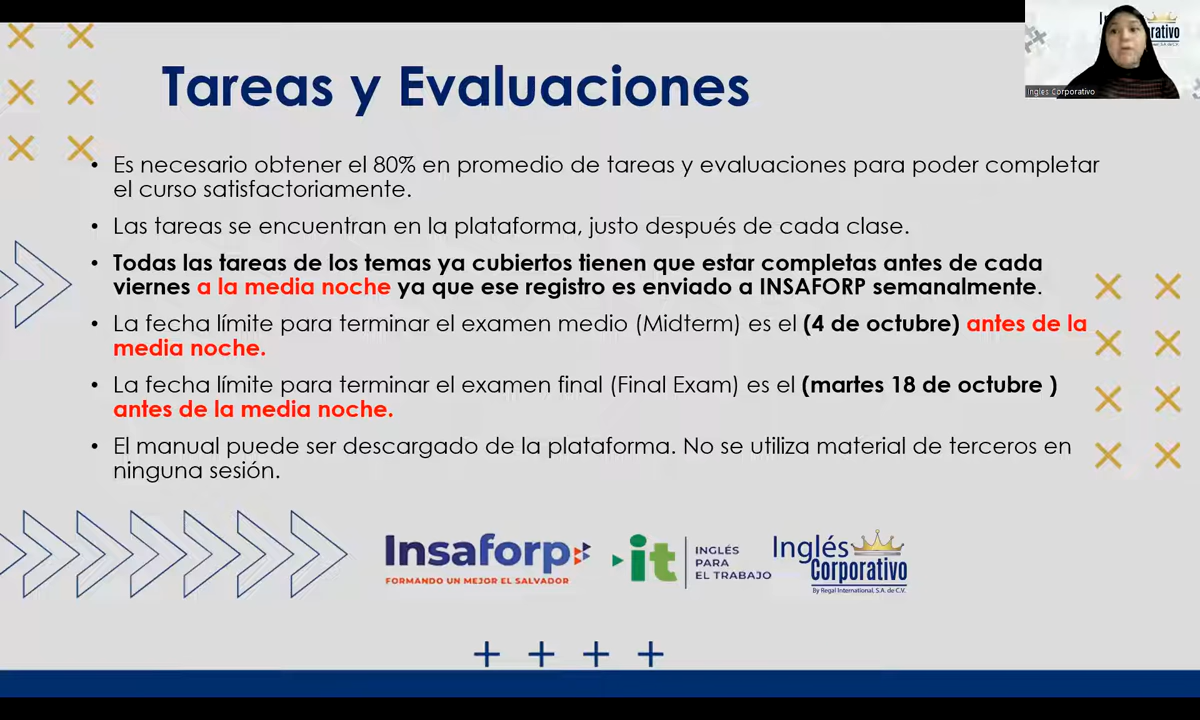 Tareas y Evaluaciones
• Es necesario obtener el 80% en promedio de tareas y evaluaciones para poder completar
el curso satisfactoriamente.
• Las tareas se encuentran en la plataforma, justo después de cada clase.
• Todas las tareas de los temas ya cubiertos tienen que estar completas antes de cada
viernes a la media noche ya que ese registro es enviado a INSAFORP semanalmente.
• La fecha límite para terminar el examen medio (Midterm) es el (4 de octubre) antes de la
media noche.
• La fecha límite para terminar el examen final (Final Exam) es el (martes 18 de octubre )
antes de la media noche.
• El manual puede ser descargado de la plataforma. No se utiliza material de terceros en
ninguna sesión.
Insaforp
FORMANDO UN MEJOR EL SALVADOR
it
INGLÉS
PARA
EL TRABAJO
Inglés
Corporativo
By Regal International, S.A. de C.V.
Ingles Corporativo